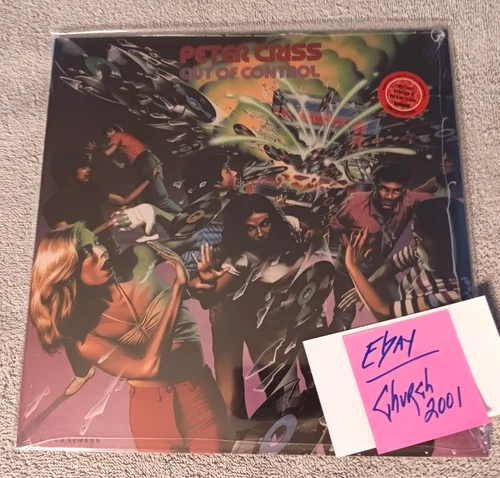 PETER CRISS
OUT OF CONTROL
EBAY
CHURCH
2001